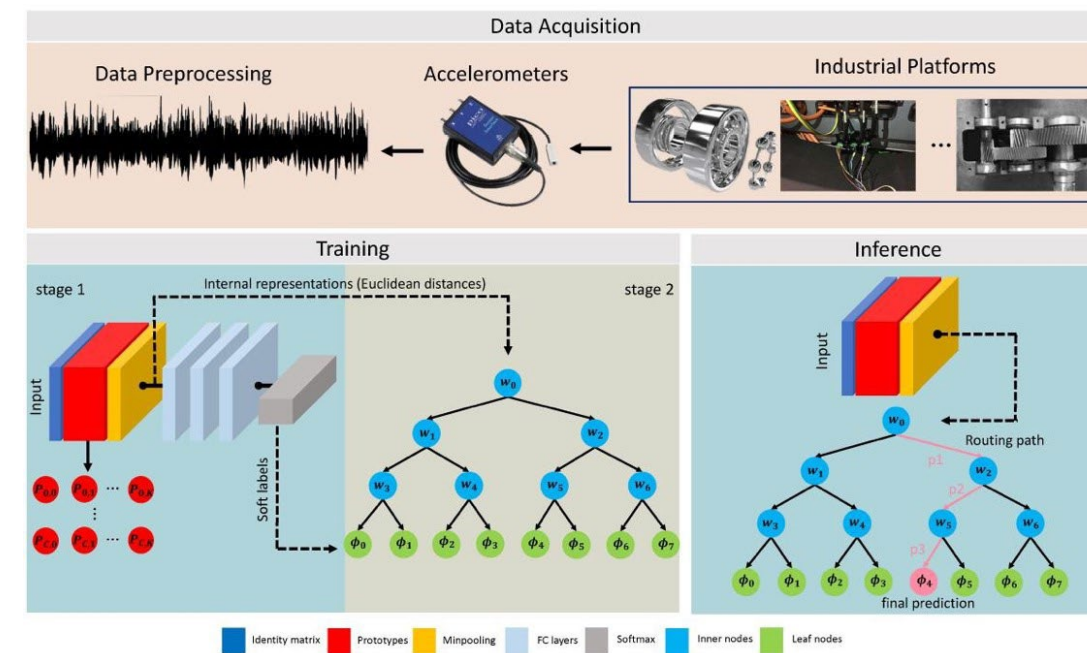 Data Acquisition
Data Preprocessing
Accelerometers
Industrial Platforms
...
Training
Inference
stage 1
Internal representations (Euclidean distances)
stage 2
Input
Input
w₀
w₀
Routing path
p1
w₁
w₂
w₁
w₂
p2
w₃
w₄
w₅
w₆
w₃
w₄
w₅
w₆
p3
Soft labels
P₀,₀ P₀,₁ ... P₀,K
⋮
P_C,₀ P_C,₁ ... P_C,K
ϕ₀ ϕ₁ ϕ₂ ϕ₃ ϕ₄ ϕ₅ ϕ₆ ϕ₇
ϕ₀ ϕ₁ ϕ₂ ϕ₃ ϕ₄ ϕ₅ ϕ₆ ϕ₇
final prediction
Identity matrix Prototypes Minpooling FC layers Softmax Inner nodes Leaf nodes